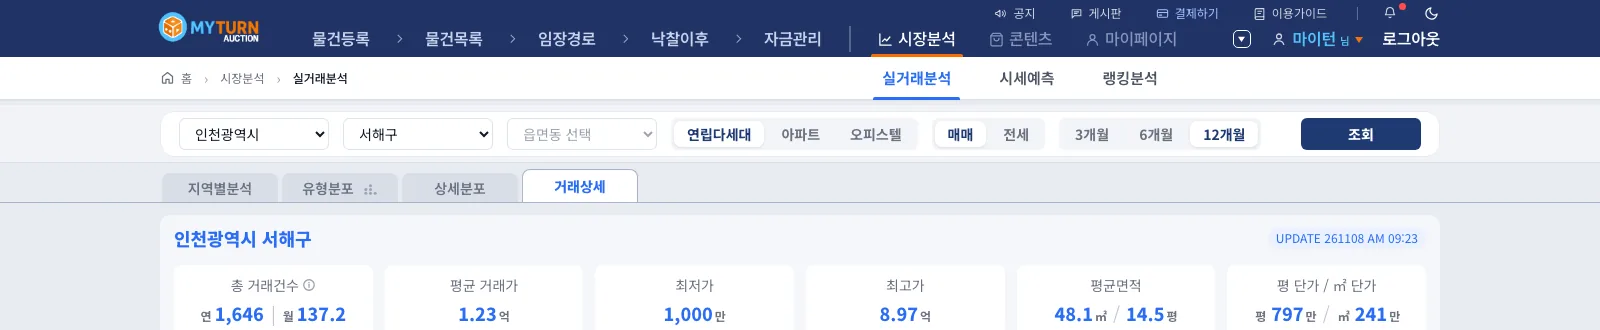 공지 게시판 결제하기 이용가이드
MYTURN AUCTION
물건등록 > 물건목록 > 임장경로 > 낙찰이후 > 자금관리 시장분석 콘텐츠 마이페이지 마이턴 님 로그아웃
홈 > 시장분석 > 실거래분석
실거래분석 시세예측 랭킹분석
인천광역시 서해구 읍면동 선택 연립다세대 아파트 오피스텔 매매 전세 3개월 6개월 12개월 조회
지역별분석 유형분포 상세분포 거래상세
인천광역시 서해구
UPDATE 261108 AM 09:23
총 거래건수 평균 거래가 최저가 최고가 평균면적 평 단가 / ㎡ 단가
연 1,646 | 월 137.2 1.23 억 1,000 만 8.97 억 48.1 ㎡ / 14.5 평 평 797 만 / ㎡ 241 만